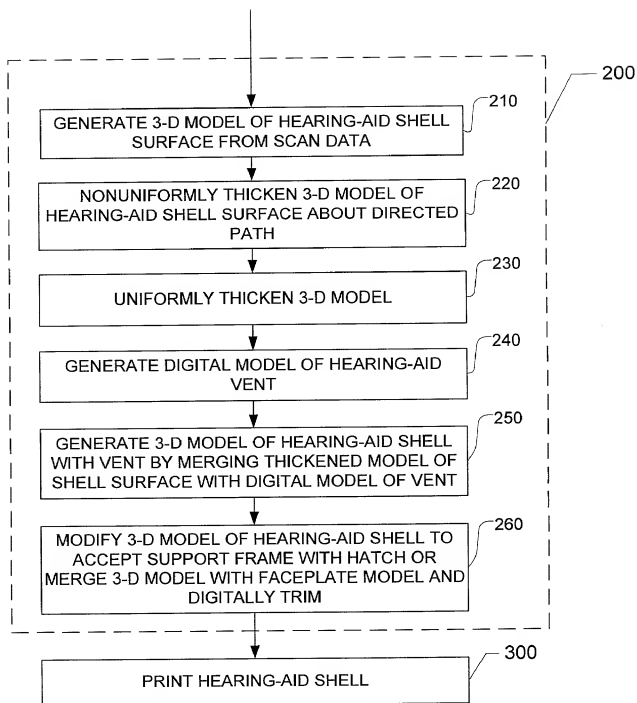 200
210
GENERATE 3-D MODEL OF HEARING-AID SHELL
SURFACE FROM SCAN DATA
220
NONUNIFORMLY THICKEN 3-D MODEL OF
HEARING-AID SHELL SURFACE ABOUT DIRECTED
PATH
230
UNIFORMLY THICKEN 3-D MODEL
240
GENERATE DIGITAL MODEL OF HEARING-AID
VENT
250
GENERATE 3-D MODEL OF HEARING-AID SHELL
WITH VENT BY MERGING THICKENED MODEL OF
SHELL SURFACE WITH DIGITAL MODEL OF VENT
260
MODIFY 3-D MODEL OF HEARING-AID SHELL TO
ACCEPT SUPPORT FRAME WITH HATCH OR
MERGE 3-D MODEL WITH FACEPLATE MODEL AND
DIGITALLY TRIM
300
PRINT HEARING-AID SHELL